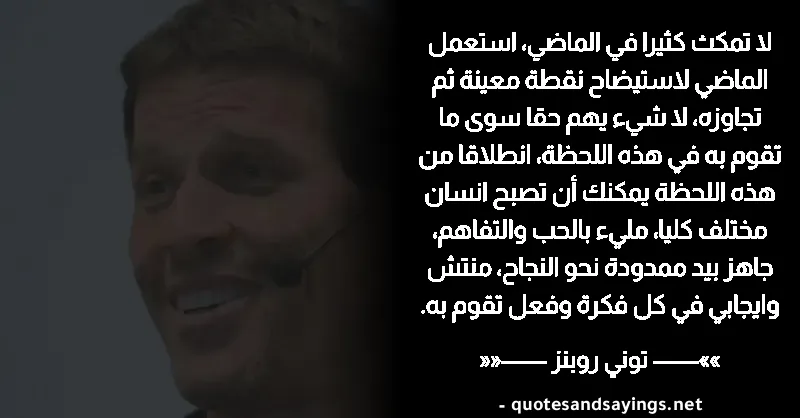 لا تمكث كثيرا في الماضي، استعمل
الماضي لاستيضاح نقطة معينة ثم
تجاوزه، لا شيء يهم حقا سوى ما
تقوم به في هذه اللحظة، انطلاقا من
هذه اللحظة يمكنك أن تصبح انسان
مختلف كليا، مليء بالحب والتفاهم،
جاهز بيد ممدودة نحو النجاح، منتش
وايجابي في كل فكرة وفعل تقوم به.
»»—— توني روبنز ——««
- quotesandsayings.net